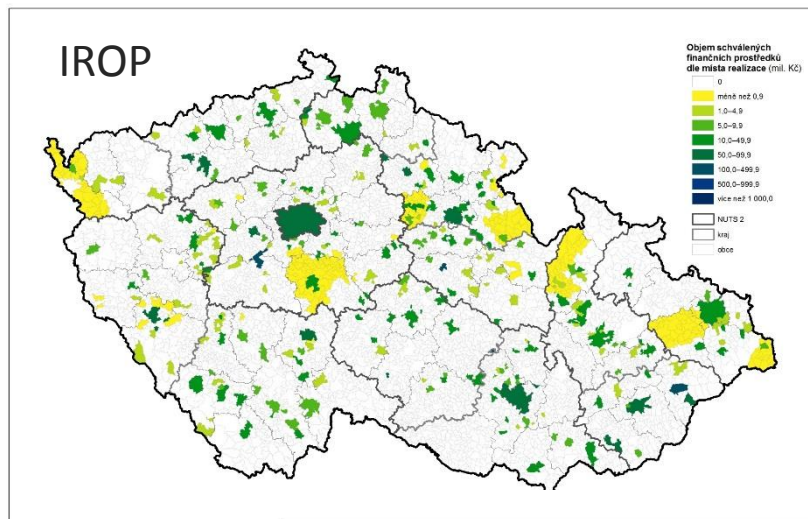 IROP
Objem schválených
finančních prostředků
dle místa realizace (mil. Kč)
0
méně než 0,9
1,0–4,9
5,0–9,9
10,0–49,9
50,0–99,9
100,0–499,9
500,0–999,9
více než 1 000,0
NUTS 2
kraj
obce